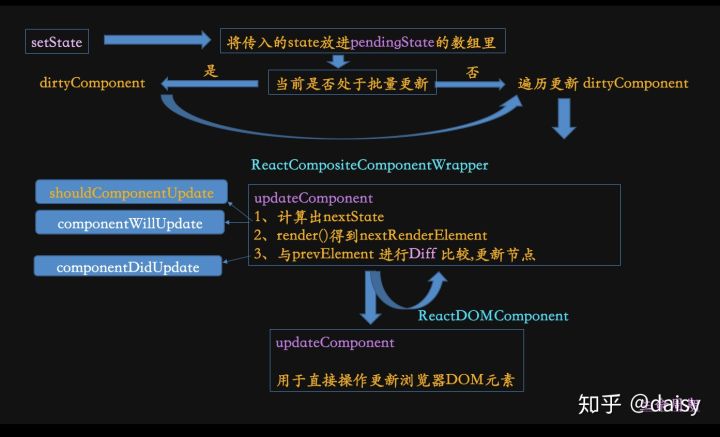 setState
将传入的state放进pendingState的数组里
dirtyComponent
是
当前是否处于批量更新
否
遍历更新 dirtyComponent
ReactCompositeComponentWrapper
shouldComponentUpdate
componentWillUpdate
componentDidUpdate
updateComponent
1、计算出nextState
2、render()得到nextRenderElement
3、与prevElement 进行Diff 比较,更新节点
ReactDOMComponent
updateComponent
用于直接操作更新浏览器DOM元素
知乎 @daisy